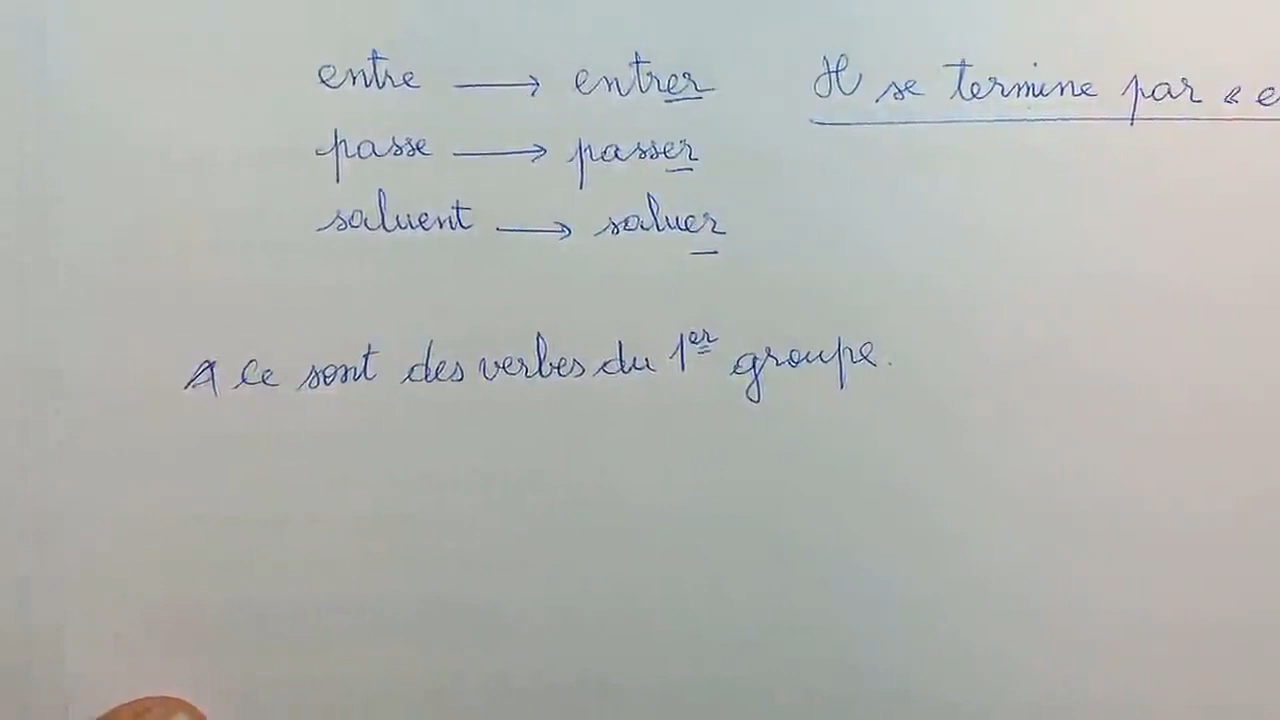 entre → entrer
Il se termine par « e
passe → passer
saluent → saluer
Ce sont des verbes du 1er groupe.